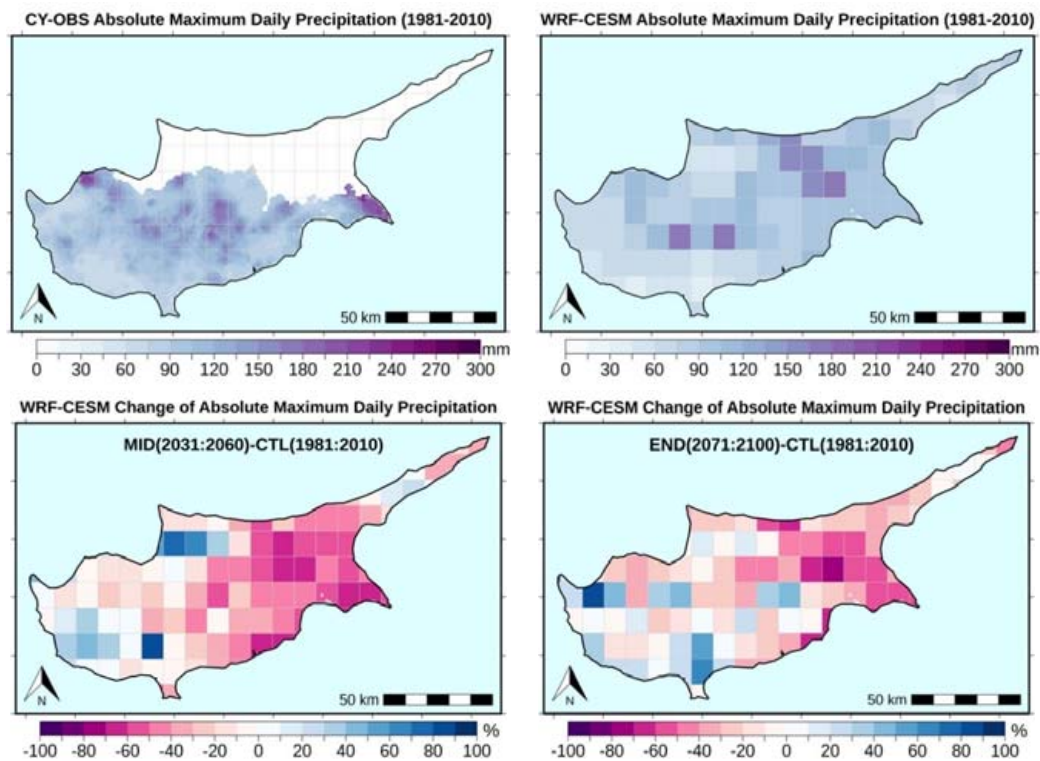 CY-OBS Absolute Maximum Daily Precipitation (1981-2010)
N
50 km
mm
0 30 60 90 120 150 180 210 240 270 300
WRF-CESM Absolute Maximum Daily Precipitation (1981-2010)
N
50 km
mm
0 30 60 90 120 150 180 210 240 270 300
WRF-CESM Change of Absolute Maximum Daily Precipitation
MID(2031:2060)-CTL(1981:2010)
N
50 km
%
-100 -80 -60 -40 -20 0 20 40 60 80 100
WRF-CESM Change of Absolute Maximum Daily Precipitation
END(2071:2100)-CTL(1981:2010)
N
50 km
%
-100 -80 -60 -40 -20 0 20 40 60 80 100